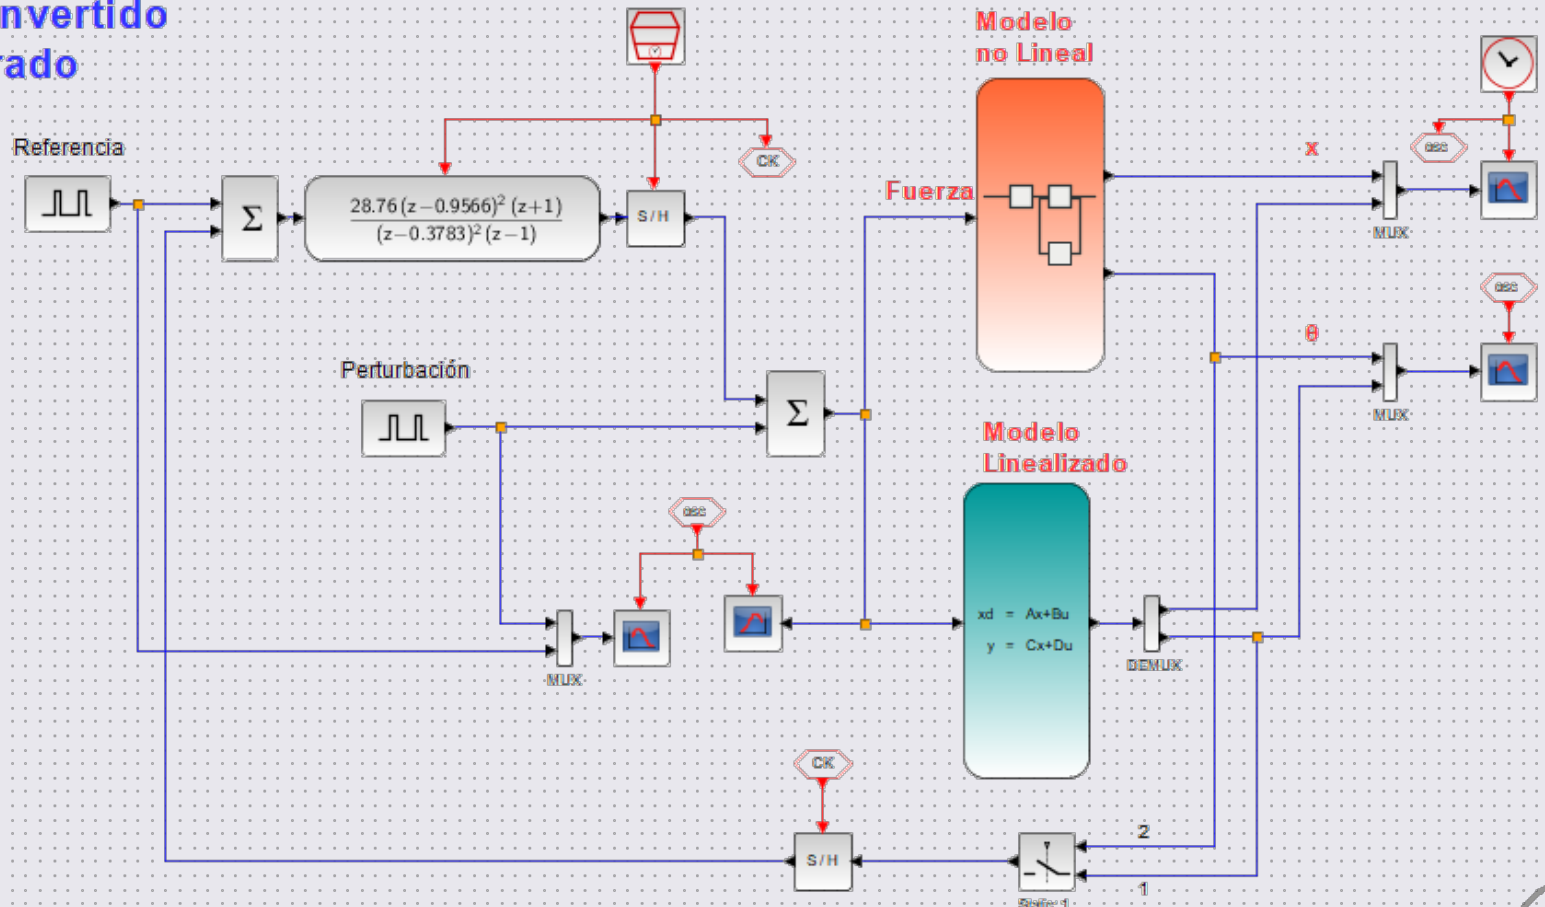 nvertido
rado
Modelo
no Lineal
Referencia
CK
x
Fuerza
Σ
28.76 (z−0.9566)² (z+1)
(z−0.3783)² (z−1)
S/H
MUX
θ
Perturbación
Σ
MUX
Modelo
Linealizado
xd = Ax+Bu
y = Cx+Du
DEMUX
MUX
CK
2
S/H
1